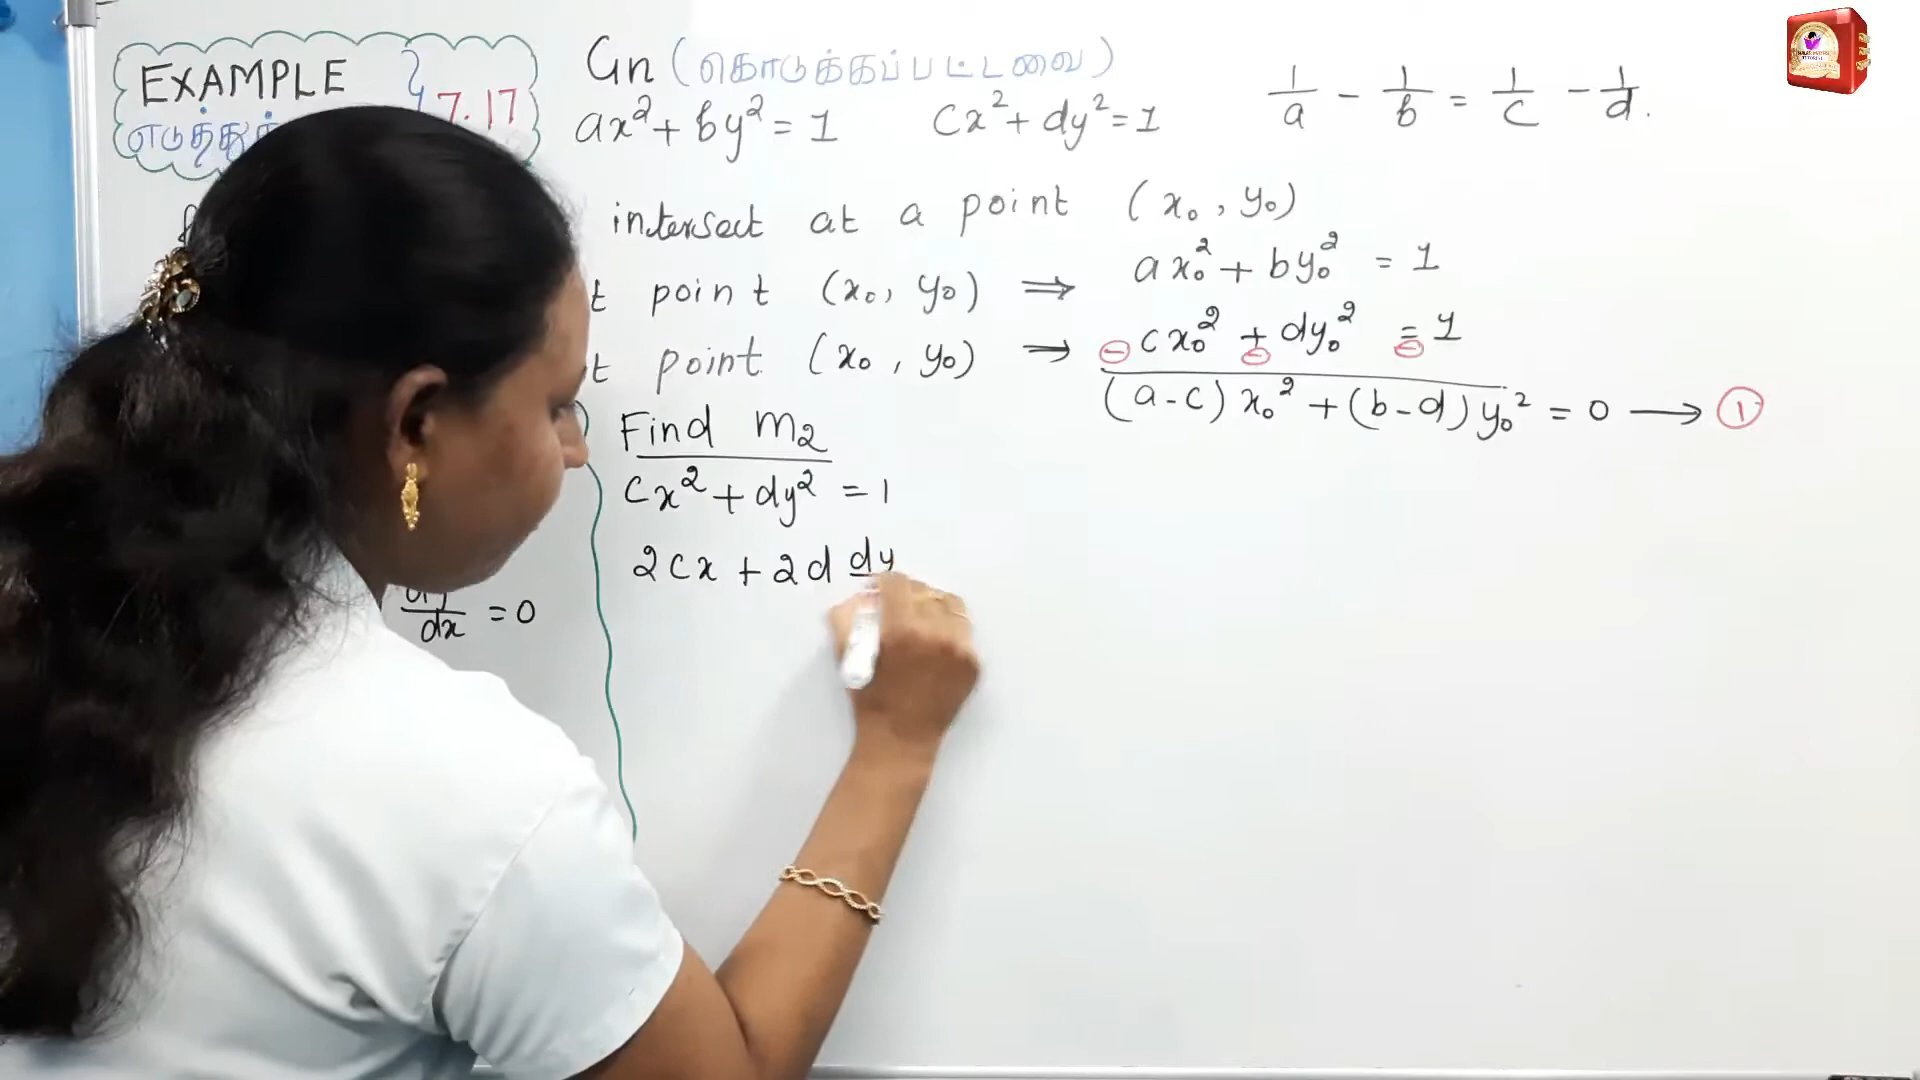 EXAMPLE 7.17
Gn (கொடுக்கப்பட்டவை)
ax² + by² = 1 cx² + dy² = 1 1/a - 1/b = 1/c - 1/d.
intersect at a point (x₀, y₀)
ax₀² + by₀² = 1
t point (x₀, y₀) ⇒
cx₀² + dy₀² = 1
t point (x₀, y₀) ⇒
(a-c) x₀² + (b-d) y₀² = 0 → ①
Find m₂
cx² + dy² = 1
2cx + 2d dy
dx = 0